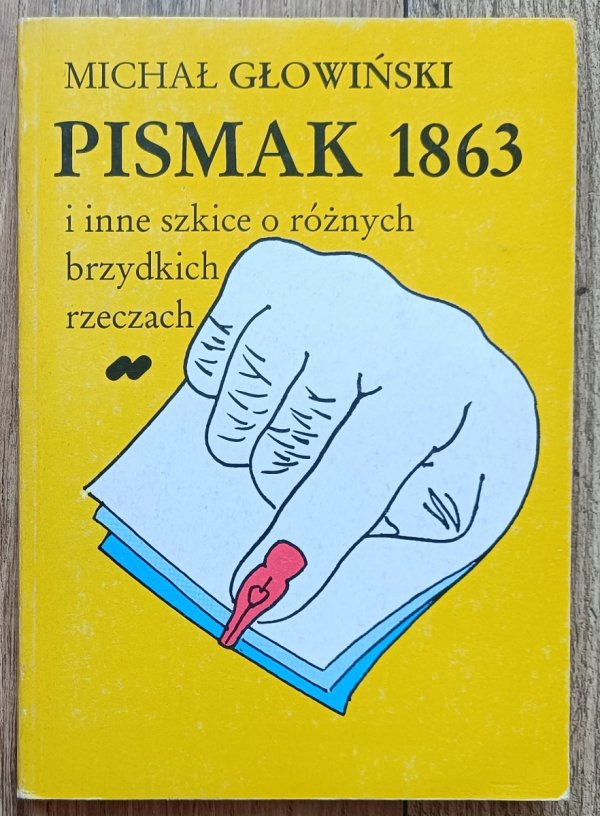 MICHAŁ GŁOWIŃSKI
PISMAK 1863
i inne szkice o różnych
brzydkich
rzeczach